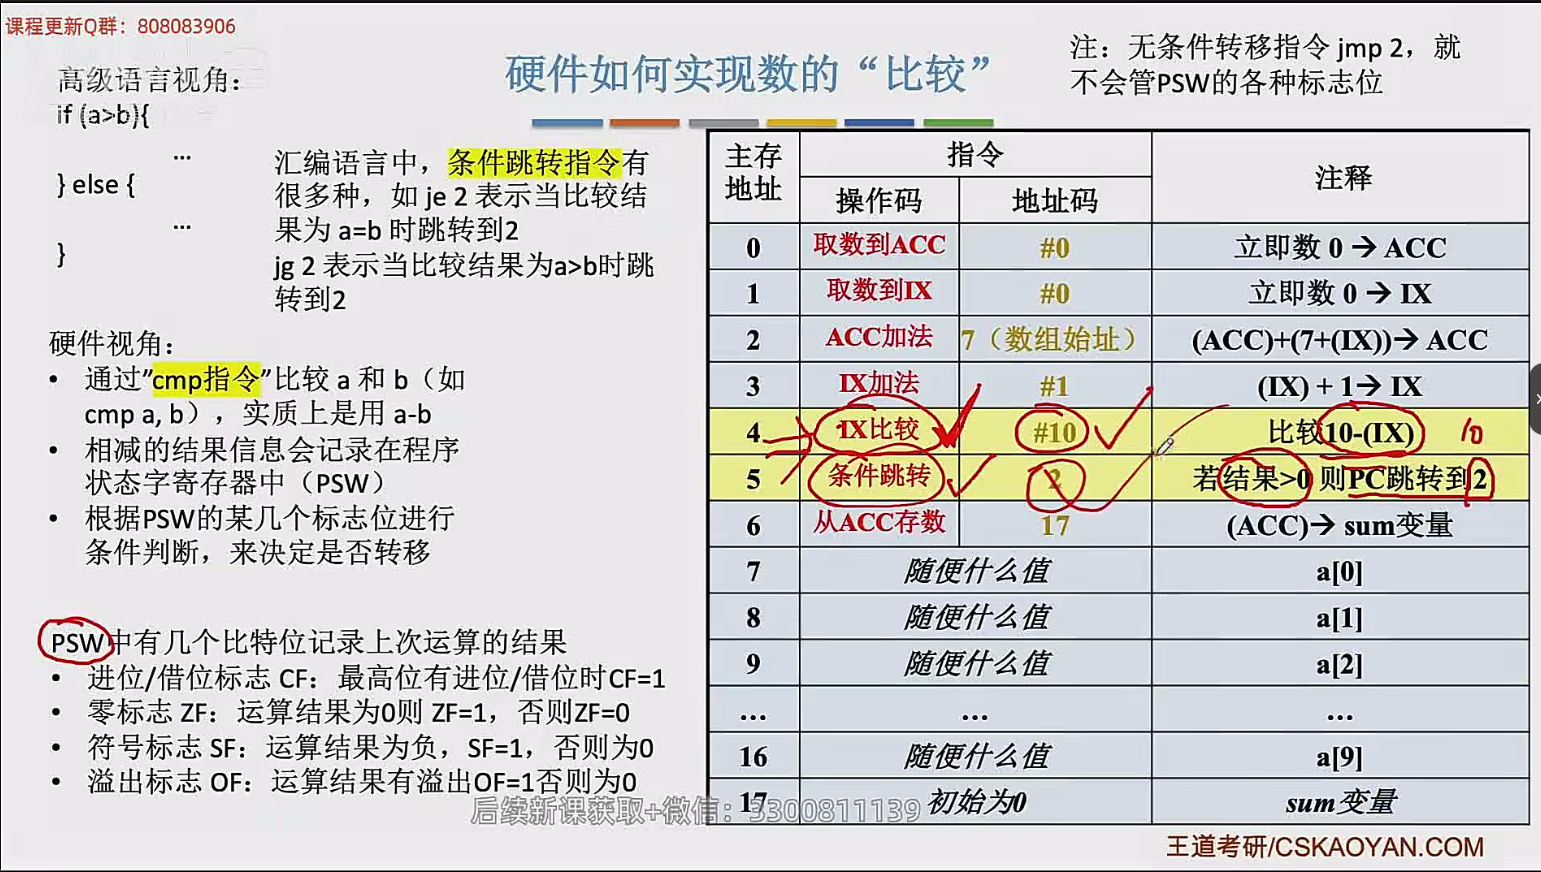 课程更新Q群：808083906
硬件如何实现数的“比较”
注：无条件转移指令 jmp 2，就
不会管PSW的各种标志位
高级语言视角：
if (a>b){
...
} else {
...
}
汇编语言中，条件跳转指令有
很多种，如 je 2 表示当比较结
果为 a=b 时跳转到2
jg 2 表示当比较结果为a>b时跳
转到2
硬件视角：
• 通过”cmp指令”比较 a 和 b（如
cmp a, b），实质上是用 a-b
• 相减的结果信息会记录在程序
状态字寄存器中（PSW）
• 根据PSW的某几个标志位进行
条件判断，来决定是否转移
PSW中有几个比特位记录上次运算的结果
• 进位/借位标志 CF：最高位有进位/借位时CF=1
• 零标志 ZF：运算结果为0则 ZF=1，否则ZF=0
• 符号标志 SF：运算结果为负，SF=1，否则为0
• 溢出标志 OF：运算结果有溢出OF=1否则为0
主存地址 指令 注释
操作码 地址码
0 取数到ACC #0 立即数 0 → ACC
1 取数到IX #0 立即数 0 → IX
2 ACC加法 7（数组始址） (ACC)+(7+(IX))→ ACC
3 IX加法 #1 (IX) + 1→ IX
4 IX比较 #10 比较10-(IX) 10
5 条件跳转 2 若结果>0 则PC跳转到2
6 从ACC存数 17 (ACC)→ sum变量
7 随便什么值 a[0]
8 随便什么值 a[1]
9 随便什么值 a[2]
... ... ...
16 随便什么值 a[9]
17 初始为0 sum变量
后续新课获取+微信：3300811139
王道考研/CSKAOYAN.COM